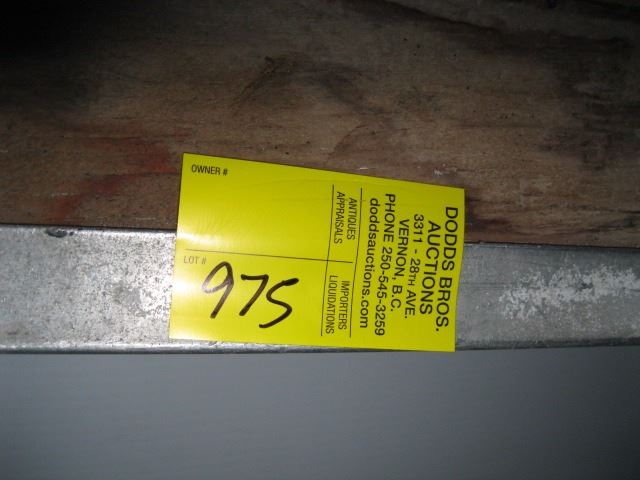 OWNER #
LOT #
975
ANTIQUES
APPRAISALS
IMPORTERS
LIQUIDATIONS
DODDS BROS.
AUCTIONS
3311 - 28TH AVE.
VERNON, B.C.
PHONE 250-545-3259
doddsauctions.com